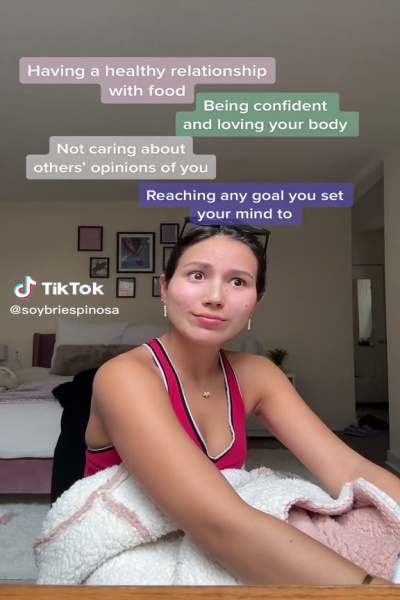 Having a healthy relationship
with food
Being confident
and loving your body
Not caring about
others' opinions of you
Reaching any goal you set
your mind to
TikTok
@soybriespinosa